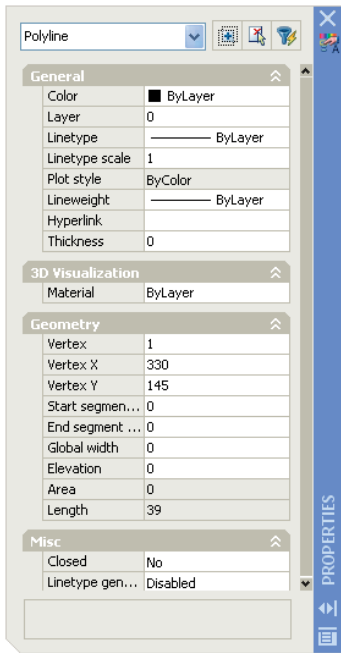 Polyline
General
Color ByLayer
Layer 0
Linetype ByLayer
Linetype scale 1
Plot style ByColor
Lineweight ByLayer
Hyperlink
Thickness 0
3D Visualization
Material ByLayer
Geometry
Vertex 1
Vertex X 330
Vertex Y 145
Start segmen... 0
End segment ... 0
Global width 0
Elevation 0
Area 0
Length 39
Misc
Closed No
Linetype gen... Disabled
PROPERTIES